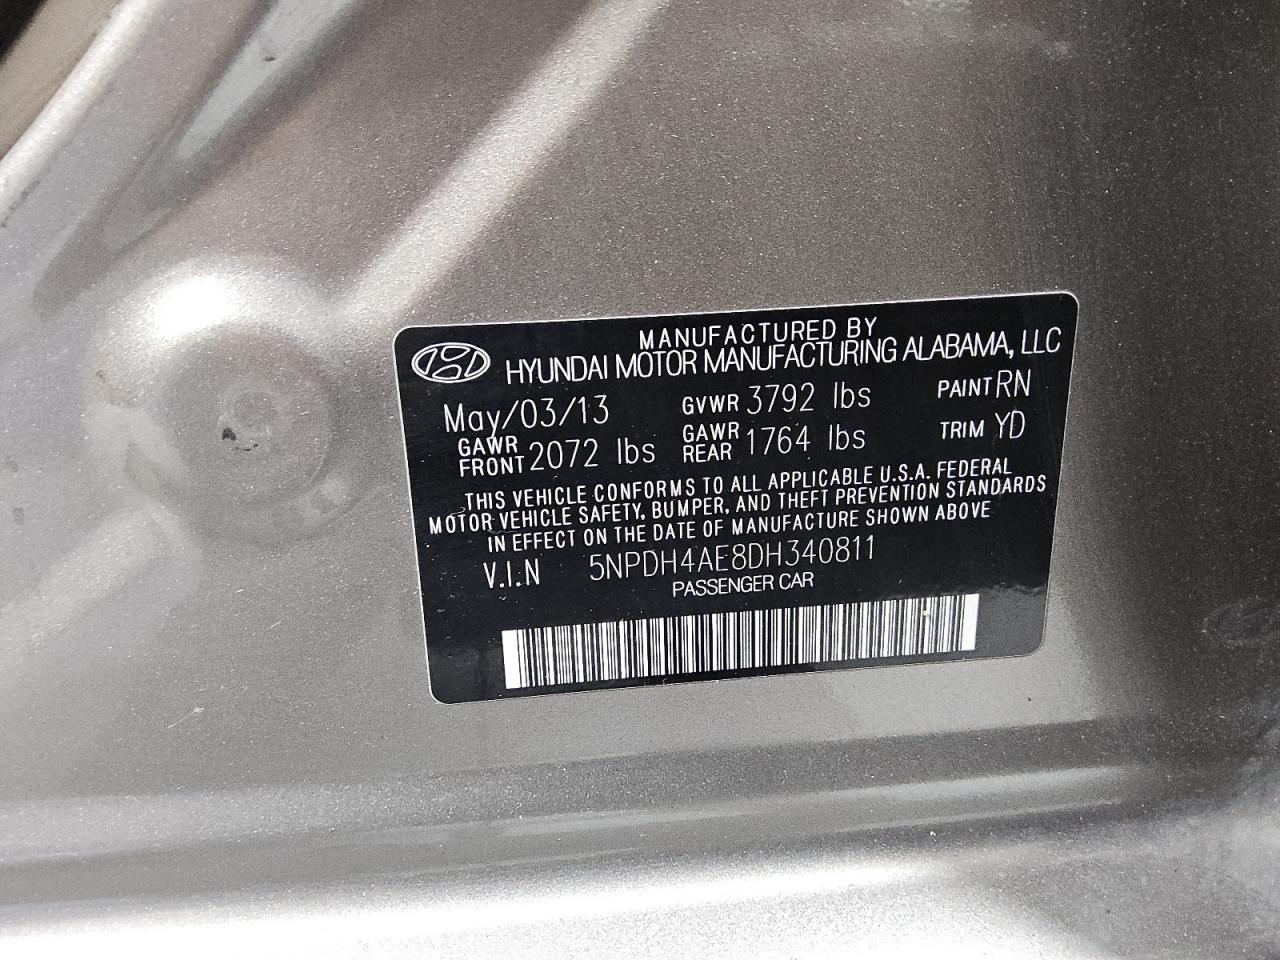 MANUFACTURED BY
HYUNDAI MOTOR MANUFACTURING ALABAMA, LLC
May/03/13 GVWR 3792 lbs PAINT RN
GAWR FRONT 2072 lbs GAWR REAR 1764 lbs TRIM YD
THIS VEHICLE CONFORMS TO ALL APPLICABLE U.S.A. FEDERAL
MOTOR VEHICLE SAFETY, BUMPER, AND THEFT PREVENTION STANDARDS
IN EFFECT ON THE DATE OF MANUFACTURE SHOWN ABOVE
V.I.N 5NPDH4AE8DH340811
PASSENGER CAR